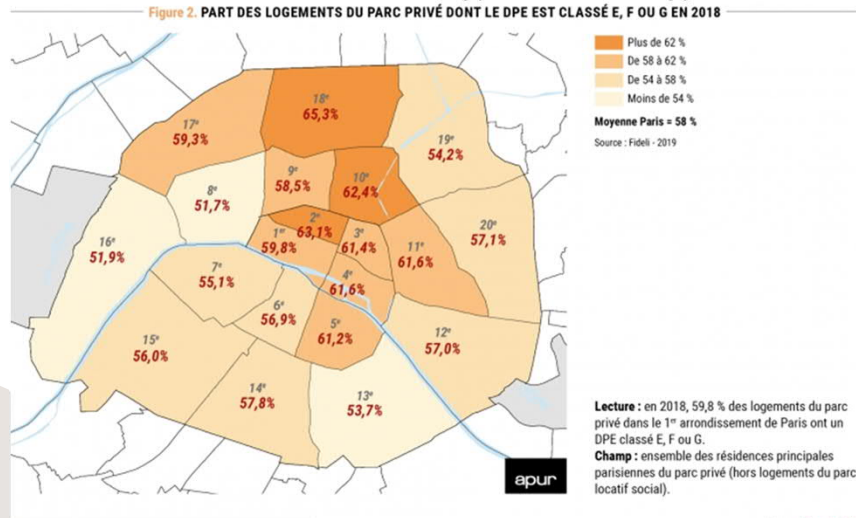 Figure 2. PART DES LOGEMENTS DU PARC PRIVÉ DONT LE DPE EST CLASSÉ E, F OU G EN 2018
Plus de 62 %
De 58 à 62 %
De 54 à 58 %
Moins de 54 %
Moyenne Paris = 58 %
Source : Fideli - 2019
18e
65,3%
17e
59,3%
19e
54,2%
9e
58,5%
10e
62,4%
8e
51,7%
2e
63,1%
1er
59,8%
3e
61,4%
11e
61,6%
20e
57,1%
16e
51,9%
7e
55,1%
4e
61,6%
6e
56,9%
5e
61,2%
12e
57,0%
15e
56,0%
14e
57,8%
13e
53,7%
apur
Lecture : en 2018, 59,8 % des logements du parc
privé dans le 1er arrondissement de Paris ont un
DPE classé E, F ou G.
Champ : ensemble des résidences principales
parisiennes du parc privé (hors logements du parc
locatif social).